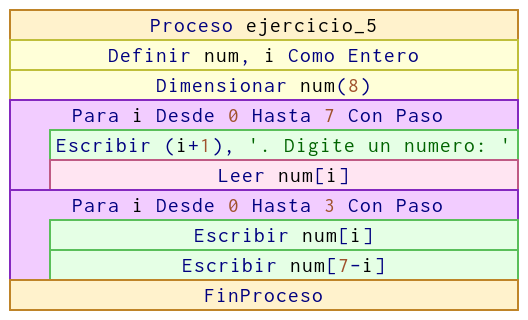 Proceso ejercicio_5
Definir num, i Como Entero
Dimensionar num(8)
Para i Desde 0 Hasta 7 Con Paso
Escribir (i+1), '. Digite un numero: '
Leer num[i]
Para i Desde 0 Hasta 3 Con Paso
Escribir num[i]
Escribir num[7-i]
FinProceso